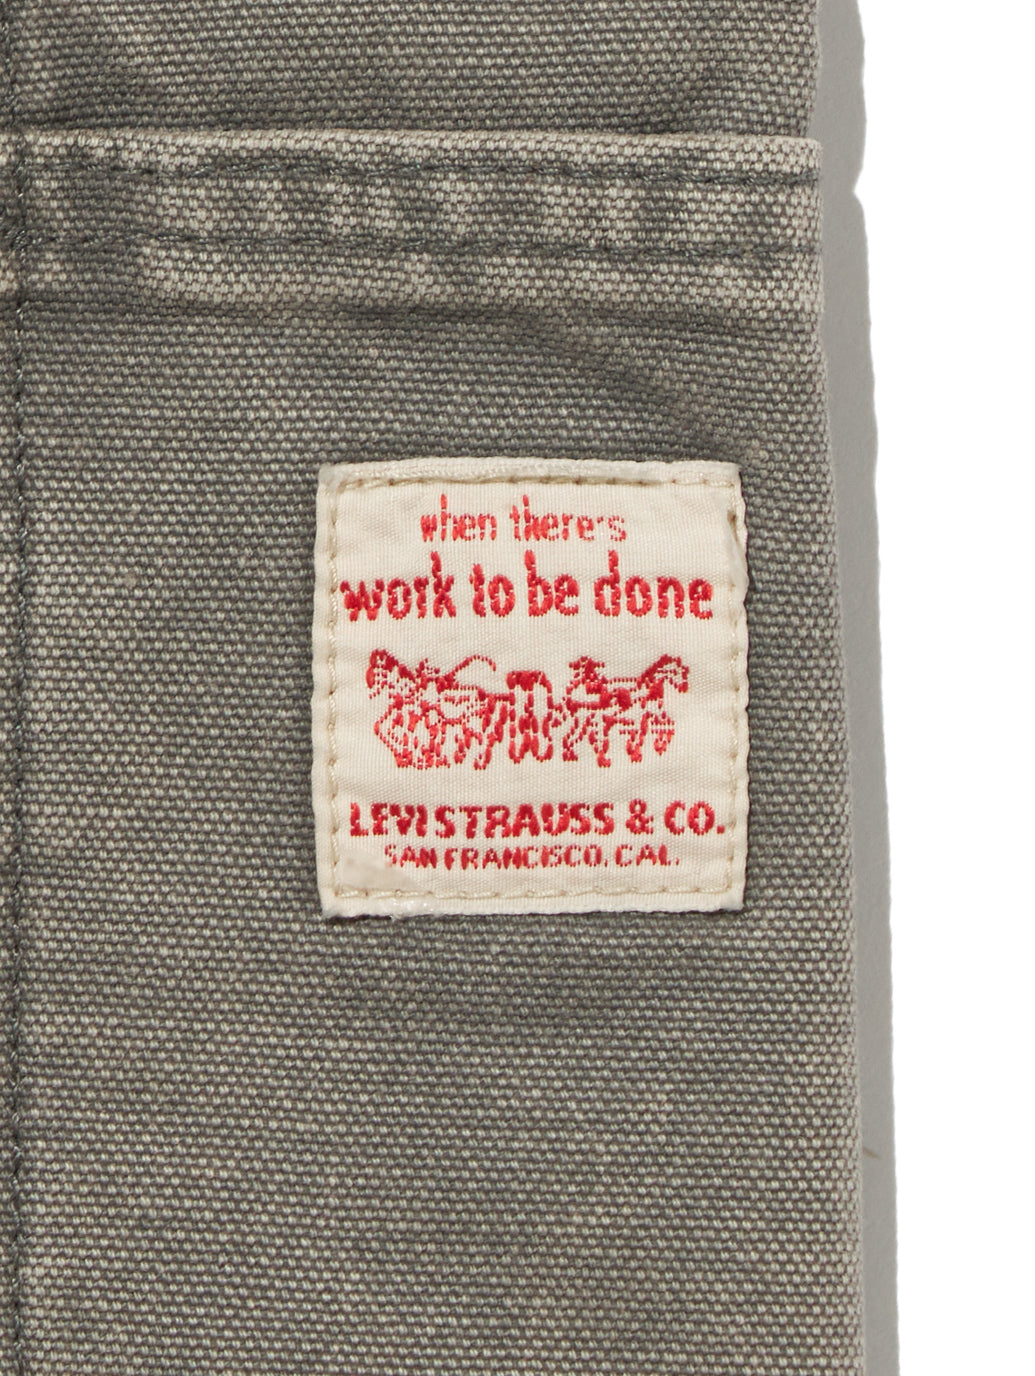 when there's
work to be done
LEVI STRAUSS & CO.
SAN FRANCISCO, CAL.